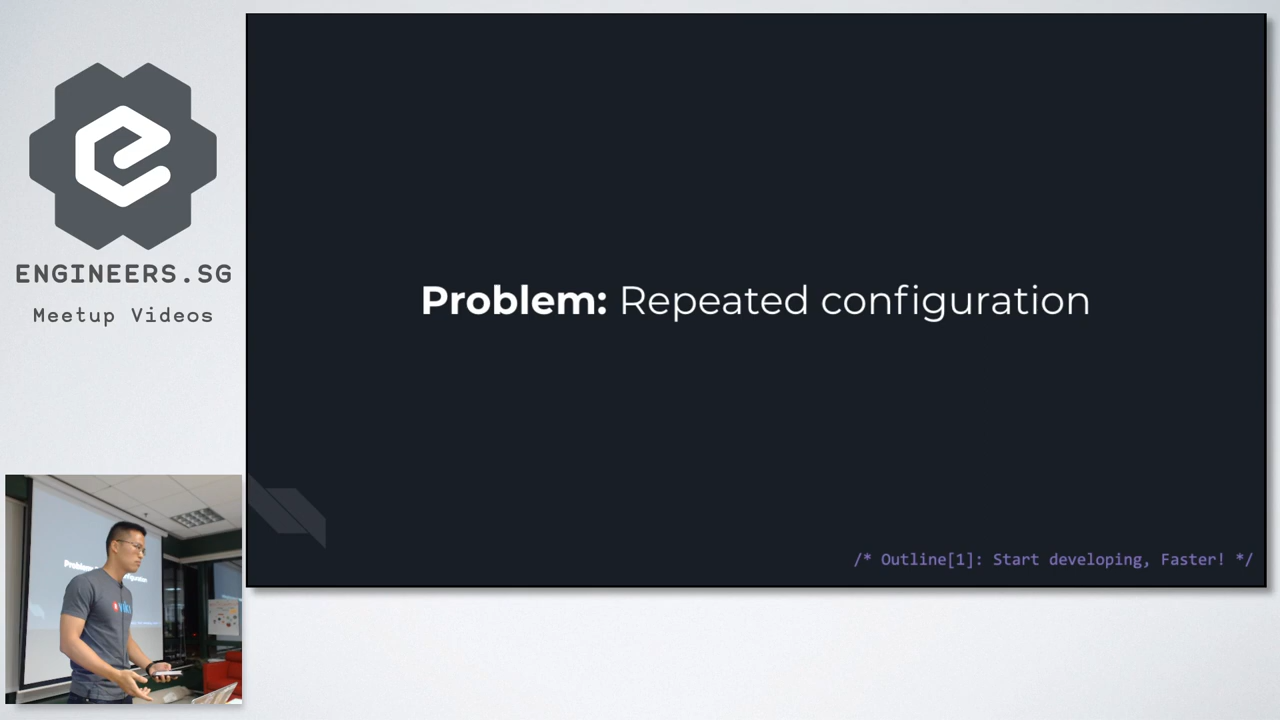 ENGINEERS.SG
Meetup Videos
Problem: Repeated configuration
/* Outline[1]: Start developing, Faster! */